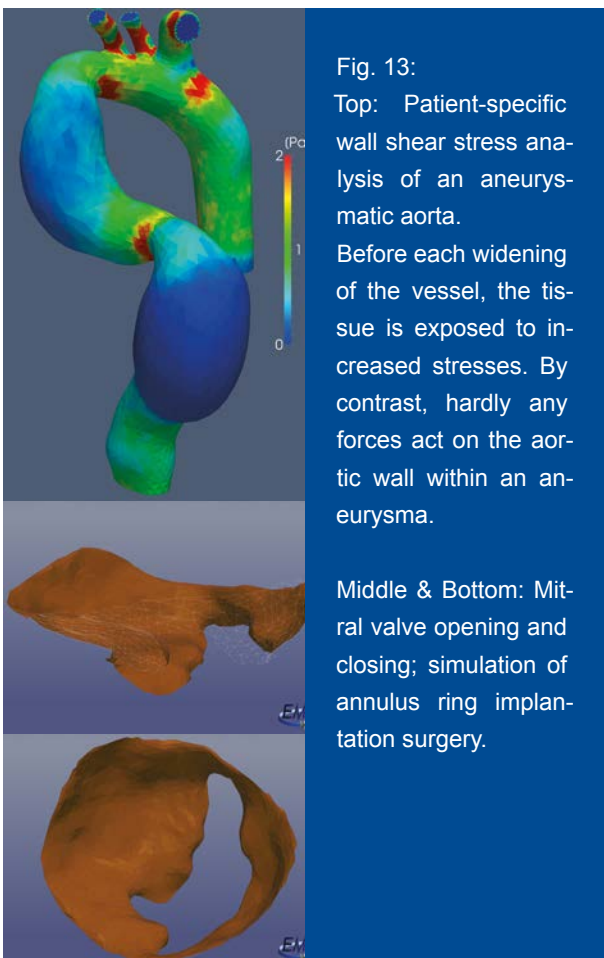 (Pa
2
1
0
EM
EM
Fig. 13:
Top: Patient-specific
wall shear stress ana-
lysis of an aneurys-
matic aorta.
Before each widening
of the vessel, the tis-
sue is exposed to in-
creased stresses. By
contrast, hardly any
forces act on the aor-
tic wall within an an-
eurysma.
Middle & Bottom: Mit-
ral valve opening and
closing; simulation of
annulus ring implan-
tation surgery.